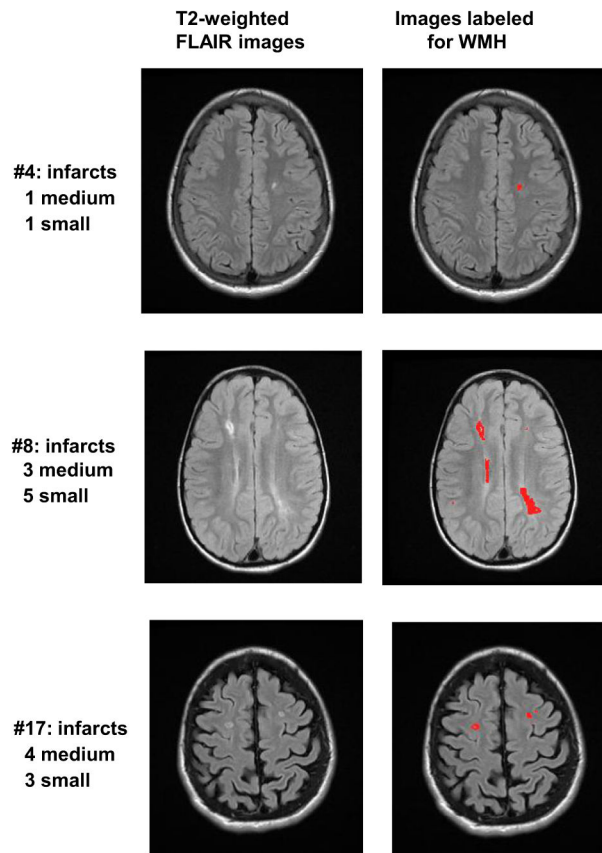 T2-weighted
FLAIR images
Images labeled
for WMH
#4: infarcts
1 medium
1 small
#8: infarcts
3 medium
5 small
#17: infarcts
4 medium
3 small